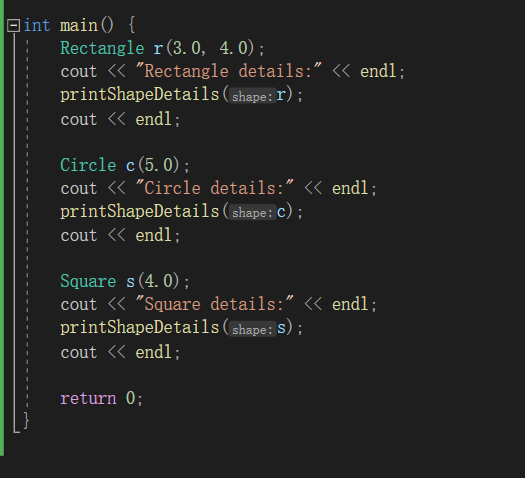 int main() {
Rectangle r(3.0, 4.0);
cout << "Rectangle details:" << endl;
printShapeDetails(shape:r);
cout << endl;
Circle c(5.0);
cout << "Circle details:" << endl;
printShapeDetails(shape:c);
cout << endl;
Square s(4.0);
cout << "Square details:" << endl;
printShapeDetails(shape:s);
cout << endl;
return 0;
}